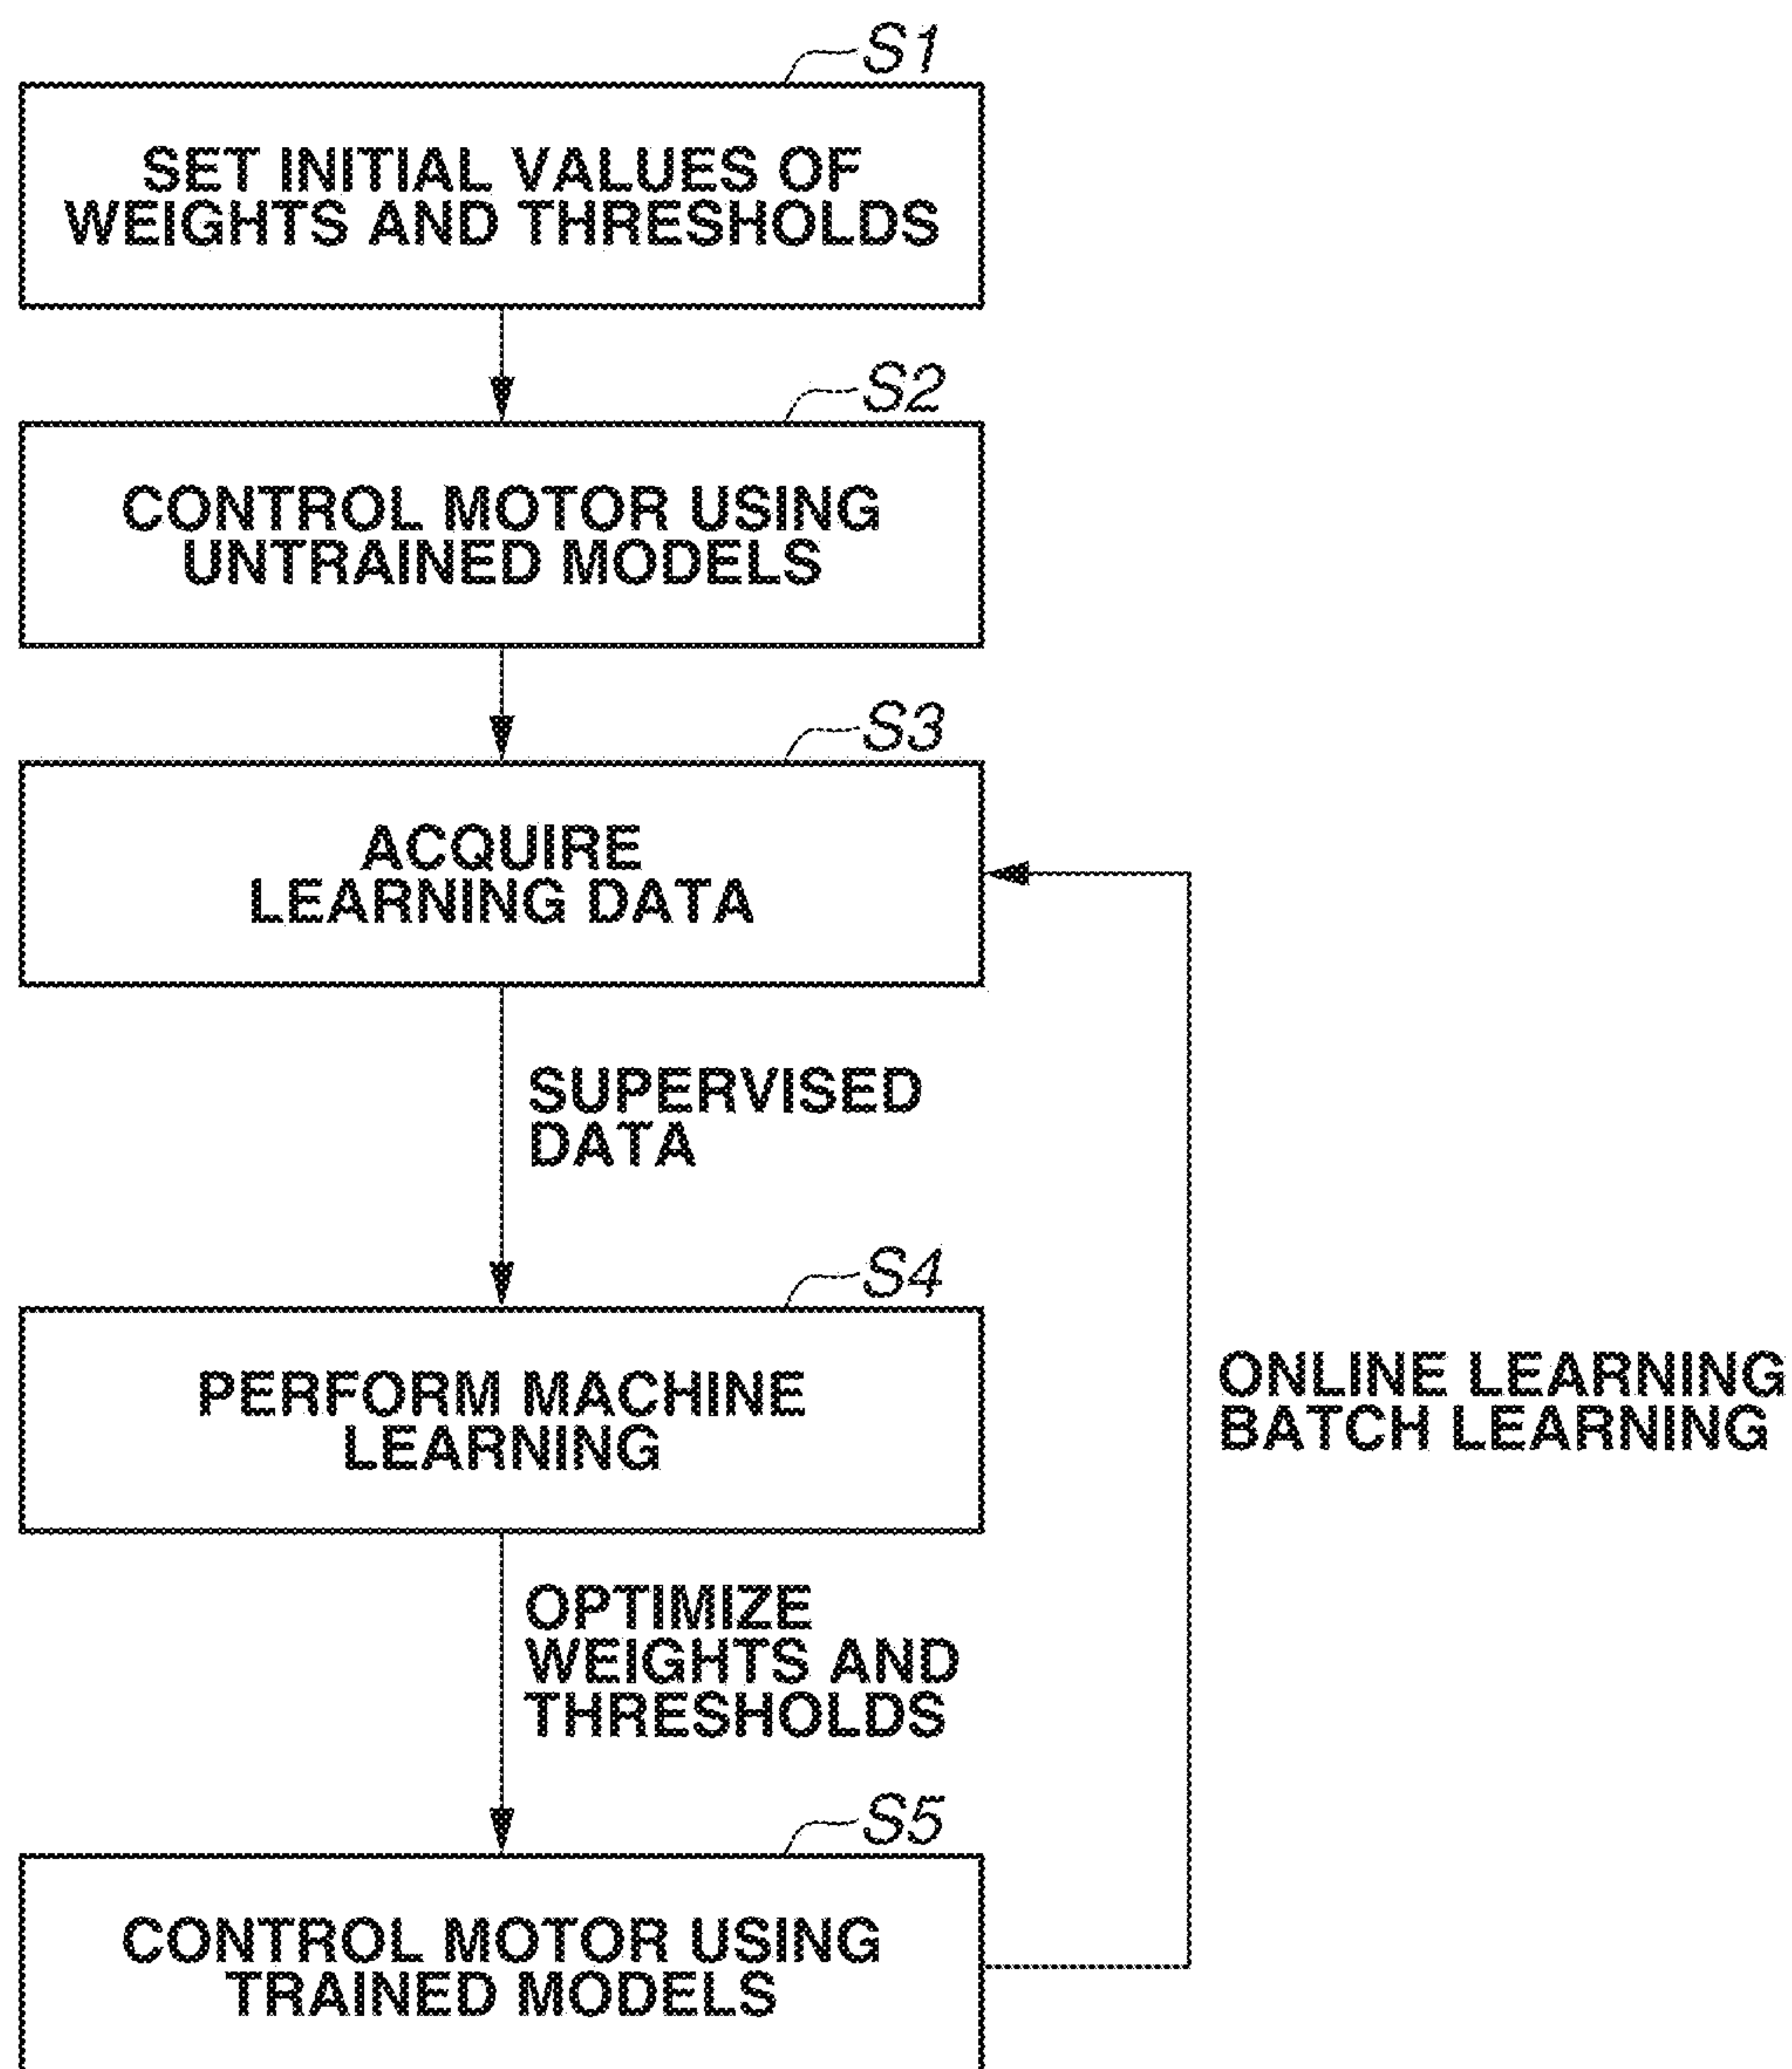 S1
SET INITIAL VALUES OF
WEIGHTS AND THRESHOLDS
S2
CONTROL MOTOR USING
UNTRAINED MODELS
S3
ACQUIRE
LEARNING DATA
SUPERVISED
DATA
S4
PERFORM MACHINE
LEARNING
ONLINE LEARNING
BATCH LEARNING
OPTIMIZE
WEIGHTS AND
THRESHOLDS
S5
CONTROL MOTOR USING
TRAINED MODELS